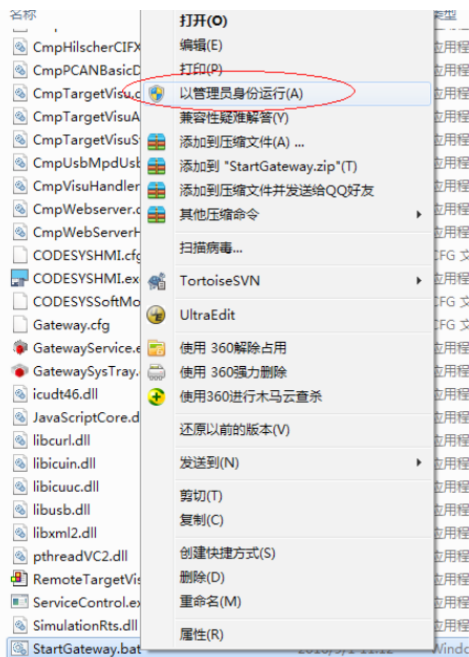 名称
类型
打开(O)
CmpHilscherCIFX
编辑(E)
应用程
CmpPCANBasicD
打印(P)
应用程
CmpTargetVisu.d
以管理员身份运行(A)
应用程
CmpTargetVisuA
兼容性疑难解答(Y)
应用程
CmpTargetVisuS
添加到压缩文件(A) ...
应用程
CmpUsbMpdUsb
添加到 "StartGateway.zip"(T)
应用程
CmpVisuHandler
添加到压缩文件并发送给QQ好友
应用程
CmpWebserver.d
其他压缩命令
应用程
CmpWebServerH
应用程
扫描病毒...
CODESYSHMI.cfg
CFG 文
CODESYSHMI.ex
TortoiseSVN
应用程
CODESYSSoftMo
CFG 文
UltraEdit
Gateway.cfg
CFG 文
GatewayService.e
使用 360解除占用
应用程
GatewaySysTray.
使用 360强力删除
应用程
icudt46.dll
使用360进行木马云查杀
应用程
JavaScriptCore.d
应用程
libcurl.dll
还原以前的版本(V)
应用程
libicuin.dll
发送到(N)
应用程
libicuuc.dll
应用程
libusb.dll
剪切(T)
应用程
libxml2.dll
复制(C)
应用程
pthreadVC2.dll
创建快捷方式(S)
应用程
RemoteTargetVis
删除(D)
应用程
ServiceControl.ex
重命名(M)
应用程
SimulationRts.dll
应用程
属性(R)
StartGateway.bat
Windo